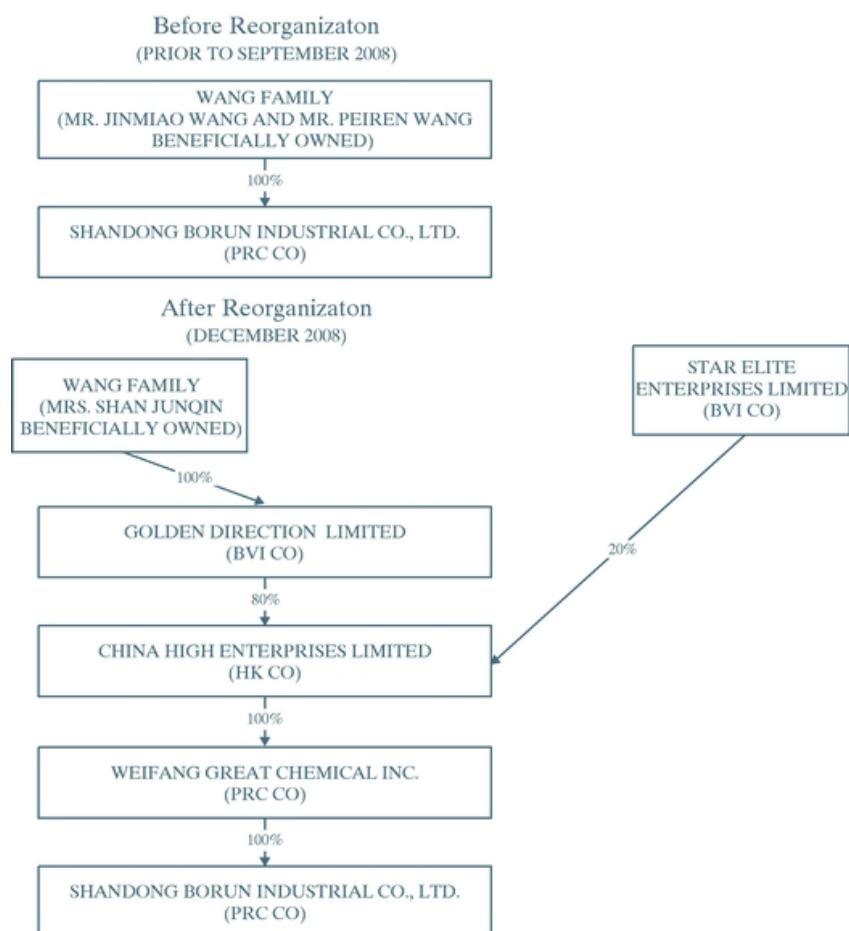 Before Reorganizaton
(PRIOR TO SEPTEMBER 2008)
WANG FAMILY
(MR. JINMIAO WANG AND MR. PEIREN WANG
BENEFICIALLY OWNED)
100%
SHANDONG BORUN INDUSTRIAL CO., LTD.
(PRC CO)
After Reorganizaton
(DECEMBER 2008)
WANG FAMILY
(MRS. SHAN JUNQIN
BENEFICIALLY OWNED)
STAR ELITE
ENTERPRISES LIMITED
(BVI CO)
100%
GOLDEN DIRECTION LIMITED
(BVI CO)
20%
80%
CHINA HIGH ENTERPRISES LIMITED
(HK CO)
100%
WEIFANG GREAT CHEMICAL INC.
(PRC CO)
100%
SHANDONG BORUN INDUSTRIAL CO., LTD.
(PRC CO)